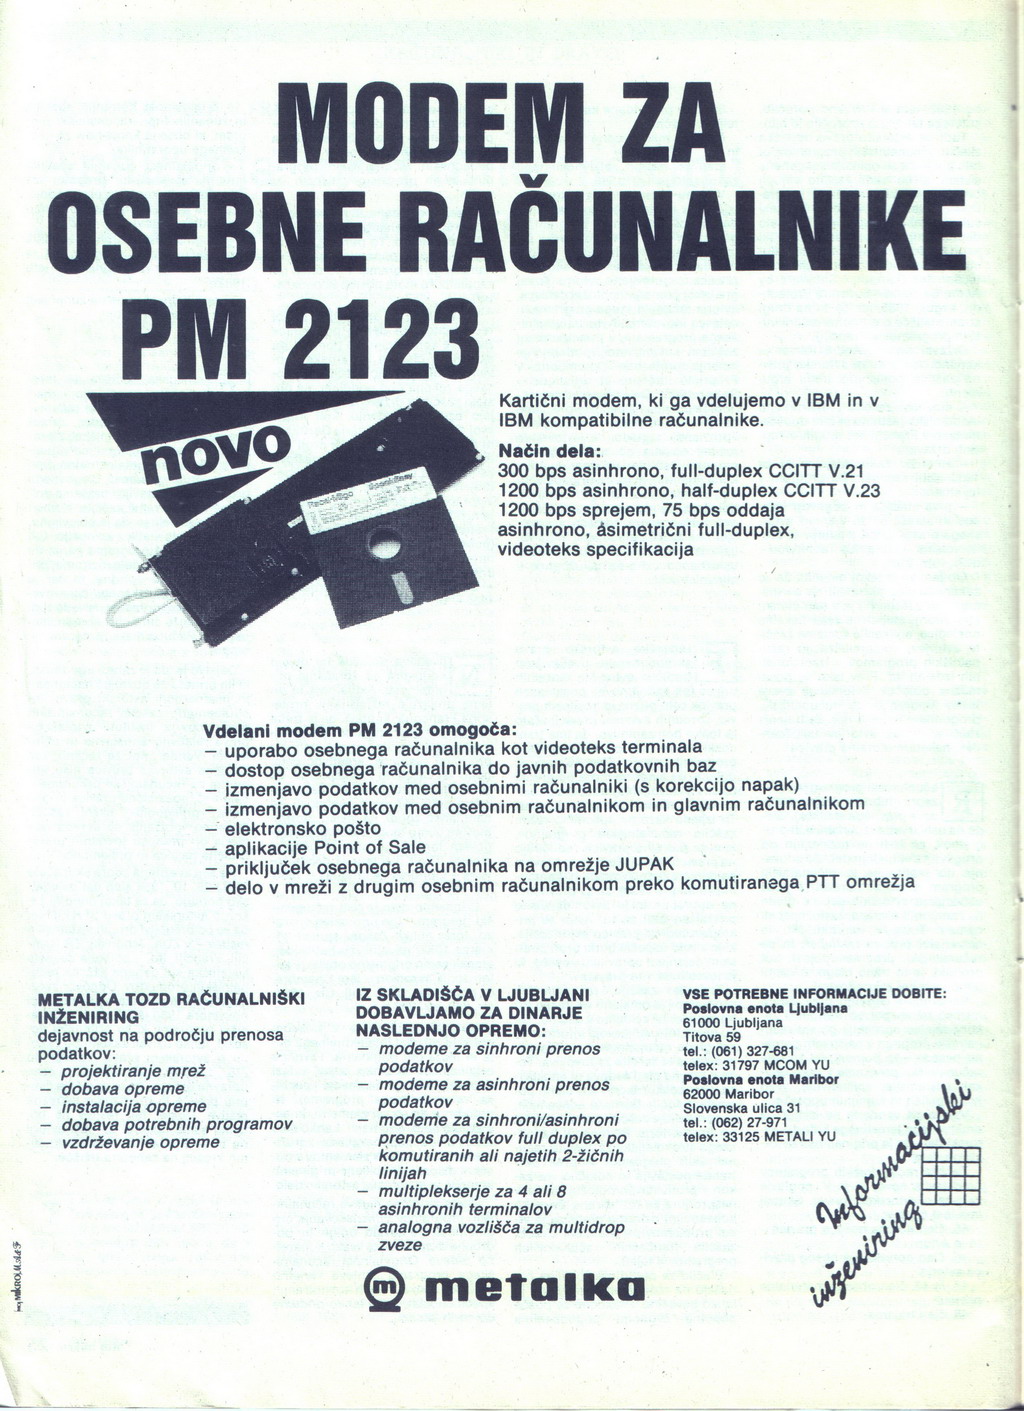 MODEM ZA
OSEBNE RAČUNALNIKE
PM 2123
novo
Kartični modem, ki ga vdelujemo v IBM in v
IBM kompatibilne računalnike.
Način dela:
300 bps asinhrono, full-duplex CCITT V.21
1200 bps asinhrono, half-duplex CCITT V.23
1200 bps sprejem, 75 bps oddaja
asinhrono, asimetrični full-duplex,
videoteks specifikacija
Vdelani modem PM 2123 omogoča:
– uporabo osebnega računalnika kot videoteks terminala
– dostop osebnega računalnika do javnih podatkovnih baz
– izmenjavo podatkov med osebnimi računalniki (s korekcijo napak)
– izmenjavo podatkov med osebnim računalnikom in glavnim računalnikom
– elektronsko pošto
– aplikacije Point of Sale
– priključek osebnega računalnika na omrežje JUPAK
– delo v mreži z drugim osebnim računalnikom preko komutiranega PTT omrežja
METALKA TOZD RAČUNALNIŠKI
INŽENIRING
dejavnost na področju prenosa
podatkov:
– projektiranje mrež
– dobava opreme
– instalacija opreme
– dobava potrebnih programov
– vzdrževanje opreme
IZ SKLADIŠČA V LJUBLJANI
DOBAVLJAMO ZA DINARJE
NASLEDNJO OPREMO:
– modeme za sinhroni prenos
podatkov
– modeme za asinhroni prenos
podatkov
– modeme za sinhroni/asinhroni
prenos podatkov full duplex po
komutiranih ali najetih 2-žičnih
linijah
– multiplekserje za 4 ali 8
asinhronih terminalov
– analogna vozlišča za multidrop
zveze
VSE POTREBNE INFORMACIJE DOBITE:
Poslovna enota Ljubljana
61000 Ljubljana
Titova 59
tel.: (061) 327-681
telex: 31797 MCOM YU
Poslovna enota Maribor
62000 Maribor
Slovenska ulica 31
tel.: (062) 27-971
telex: 33125 METALI YU
Informacijski
inženiring
m metalka